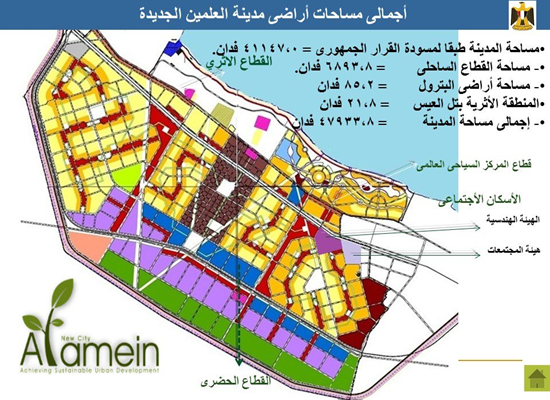 أجمالى مساحات أراضى مدينة العلمين الجديدة
•مساحة المدينة طبقا لمسودة القرار الجمهورى = ٤١١٤٧،٠ فدان.
•- مساحة القطاع الساحلى = ٦٨٩٣،٨ فدان.
القطاع الاثري
•- مساحة أراضى البترول = ٨٥،٢ فدان
•المنطقة الأثرية بتل العيس = ٢١،٨ فدان
•- إجمالى مساحة المدينة = ٤٧٩٣٣،٨ فدان
قطاع المركز السياحى العالمى
الأسكان الأجتماعى
الهيئة الهندسية
هيئة المجتمعات
New City
Alamein
Achieving Sustainable Urban Development
القطاع الحضرى